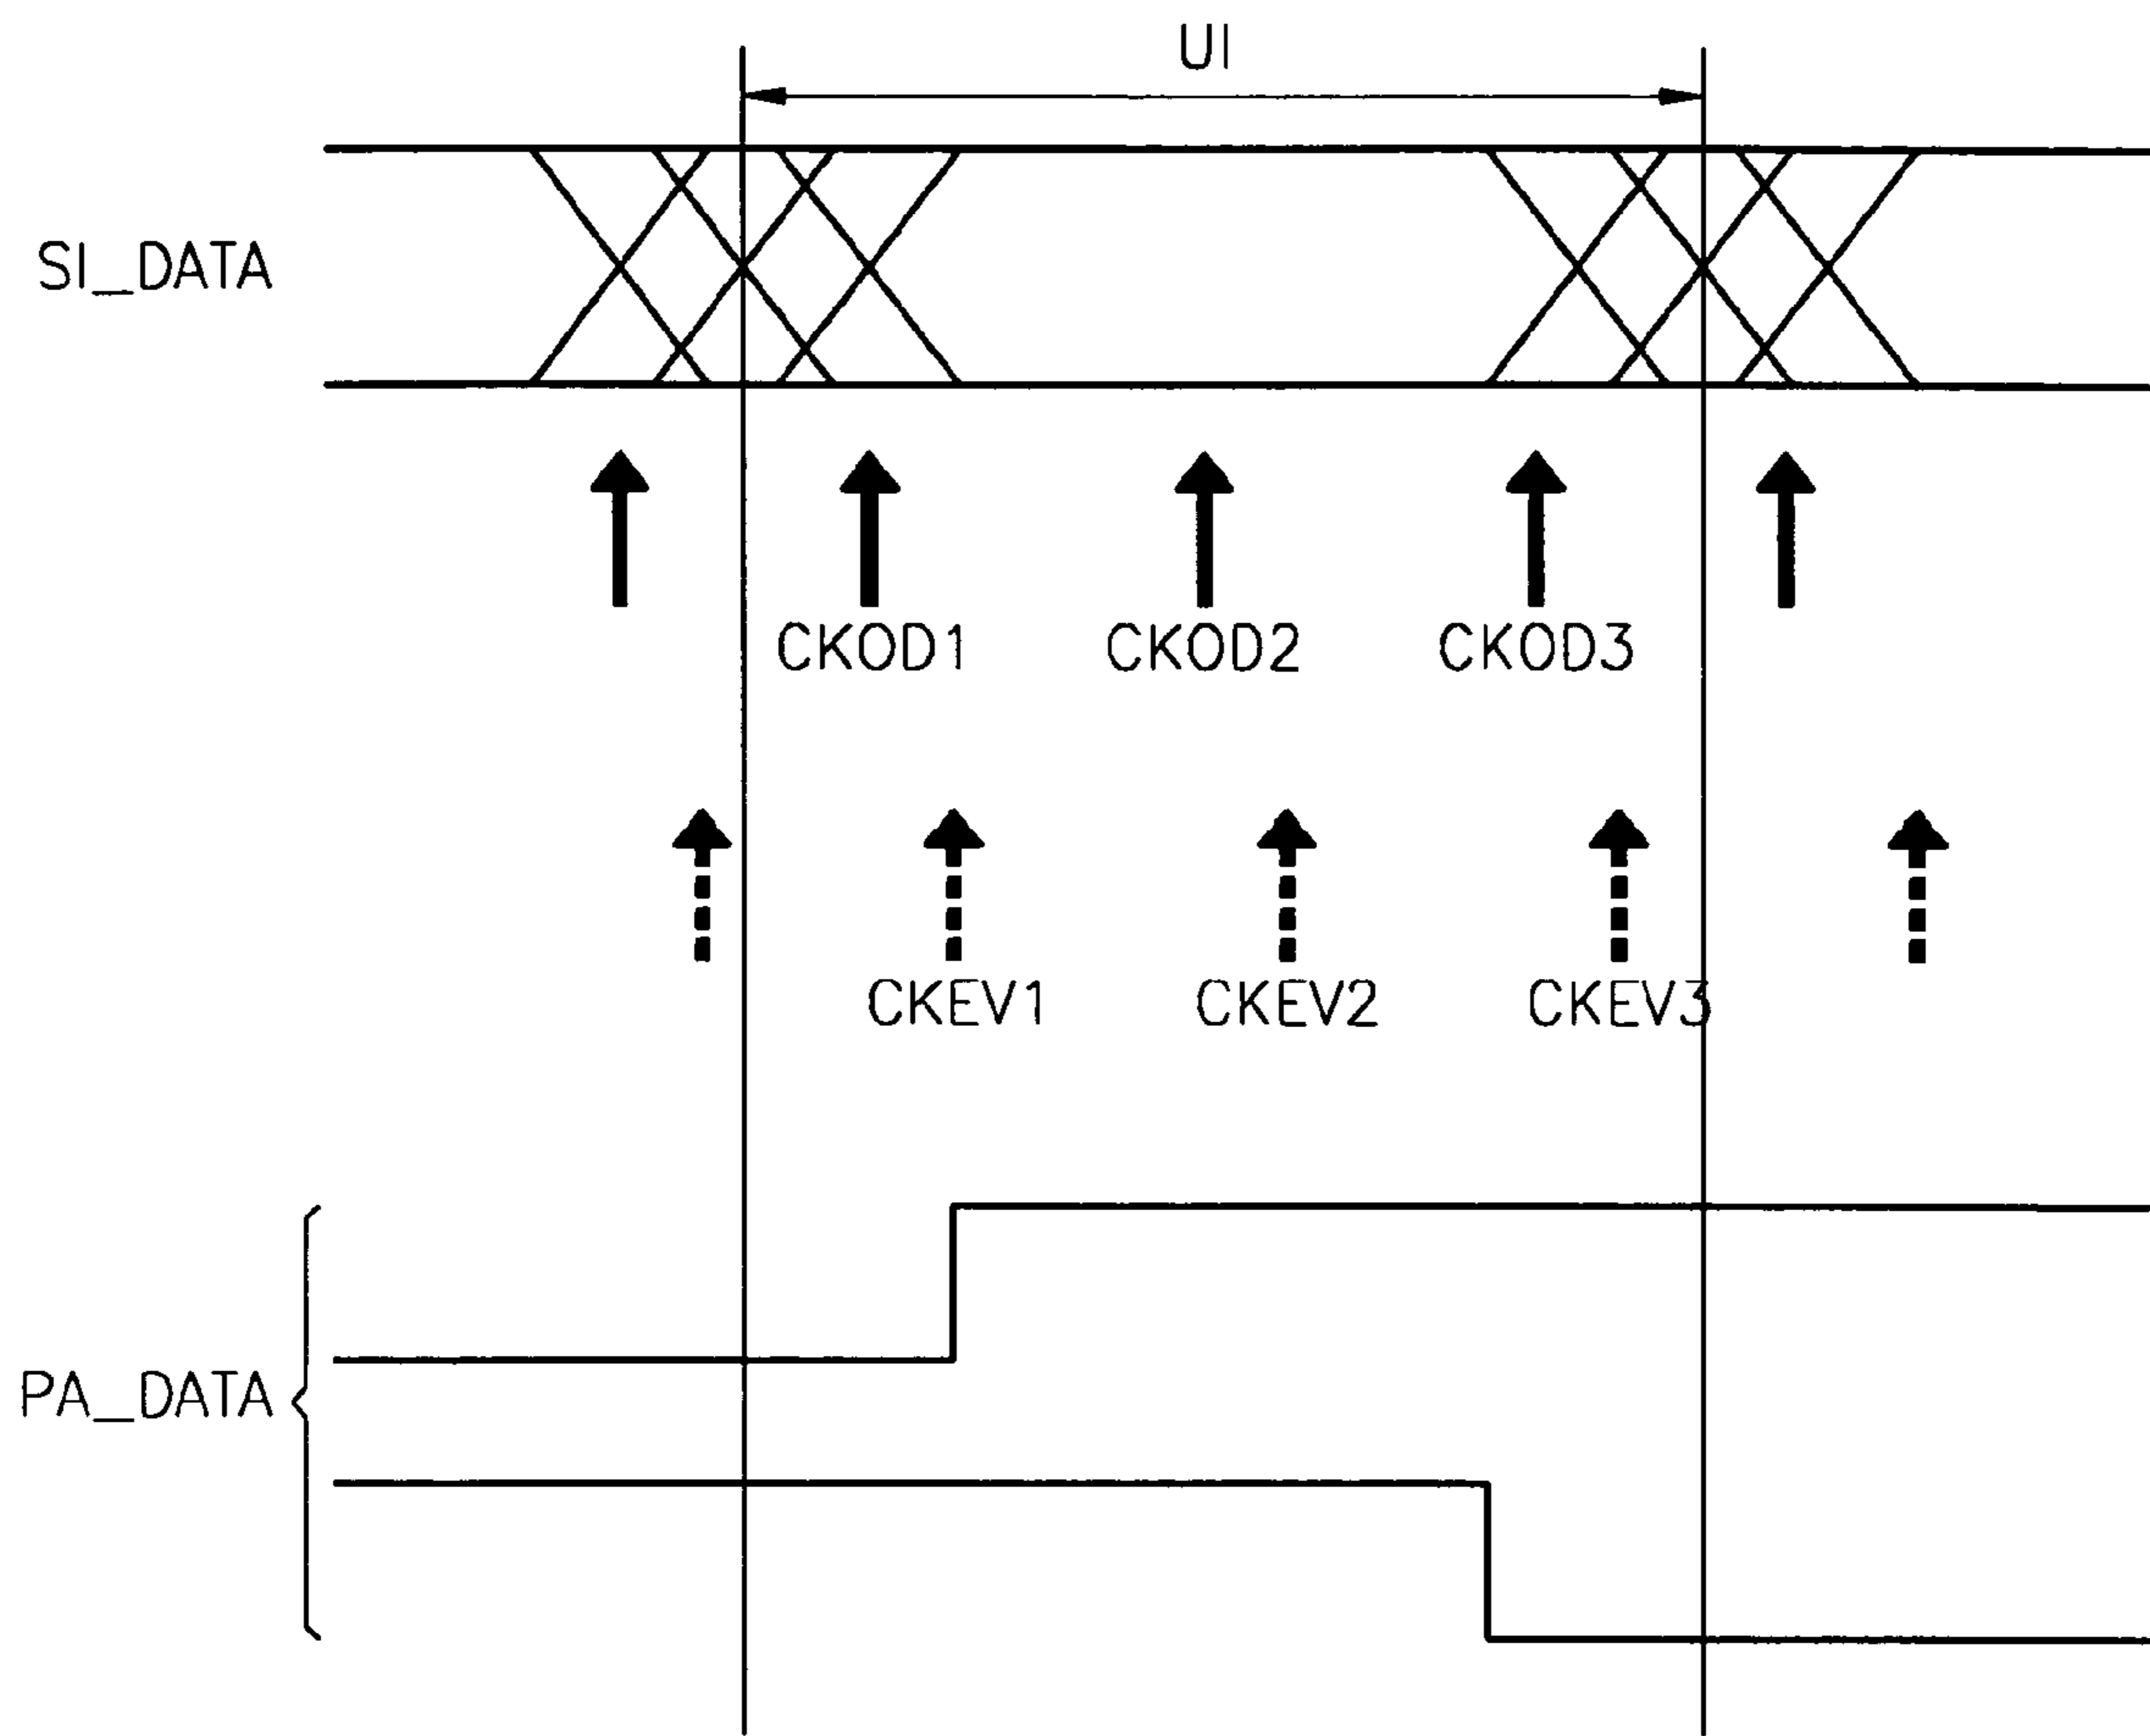 UI
SI_DATA
CKOD1 CKOD2 CKOD3
CKEV1 CKEV2 CKEV3
PA_DATA